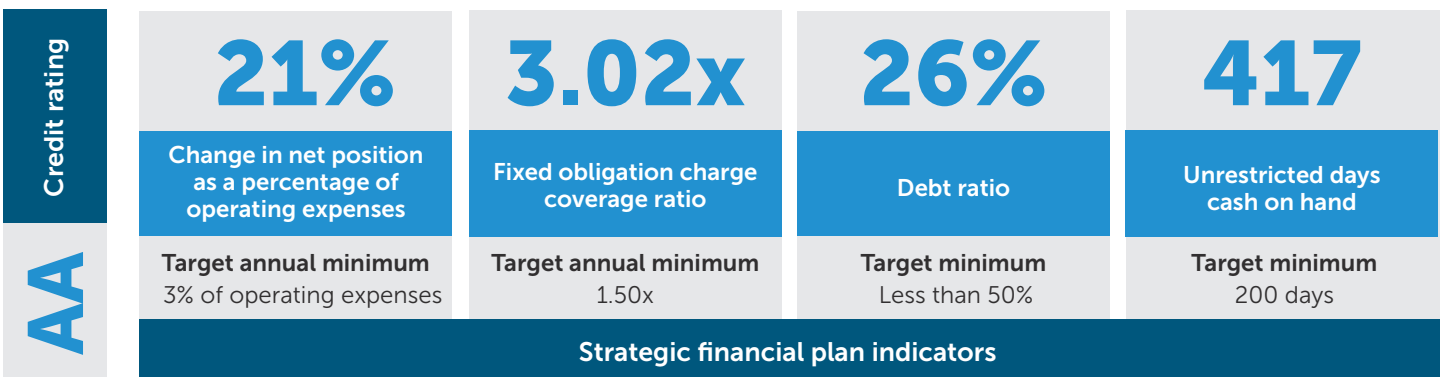 Credit rating
AA
21%
Change in net position
as a percentage of
operating expenses
Target annual minimum
3% of operating expenses
3.02x
Fixed obligation charge
coverage ratio
Target annual minimum
1.50x
26%
Debt ratio
Target minimum
Less than 50%
417
Unrestricted days
cash on hand
Target minimum
200 days
Strategic financial plan indicators